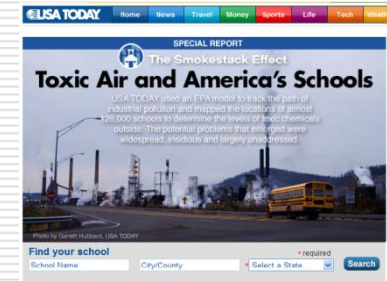 USA TODAY Home News Travel Money Sports Life Tech
SPECIAL REPORT
The Smokestack Effect
Toxic Air and America's Schools
USA TODAY used an EPA model to track the path of
industrial pollution and mapped the locations of almost
128,000 schools to determine the levels of toxic chemicals
outside. The potential problems that emerged were
widespread, insidious and largely unaddressed.
Photo by Garrett Hubbard, USA TODAY
Find your school * required
School Name City/County * Select a State Search